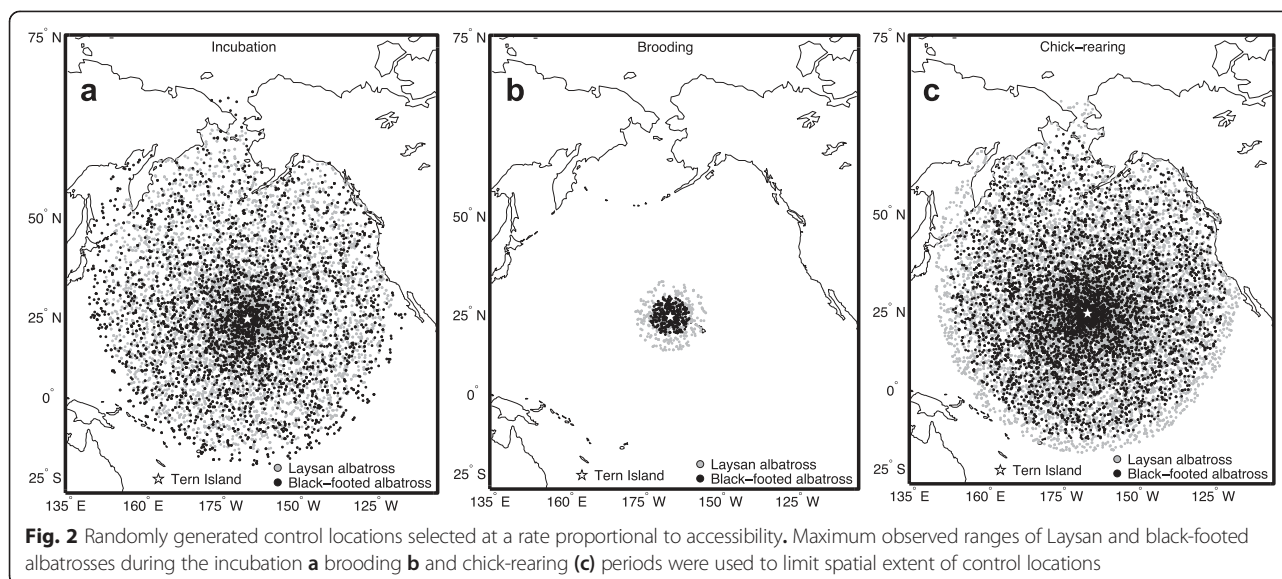 75° N
Incubation
a
50° N
25° N
0°
25° S
Laysan albatross
Tern Island
Black–footed albatross
135° E
160° E
175° W
150° W
125° W
75° N
Brooding
b
50° N
25° N
0°
25° S
Laysan albatross
Tern Island
Black–footed albatross
135° E
160° E
175° W
150° W
125° W
75° N
Chick–rearing
c
50° N
25° N
0°
25° S
Laysan albatross
Tern Island
Black–footed albatross
135° E
160° E
175° W
150° W
125° W
Fig. 2 Randomly generated control locations selected at a rate proportional to accessibility. Maximum observed ranges of Laysan and black-footed
albatrosses during the incubation a brooding b and chick-rearing (c) periods were used to limit spatial extent of control locations